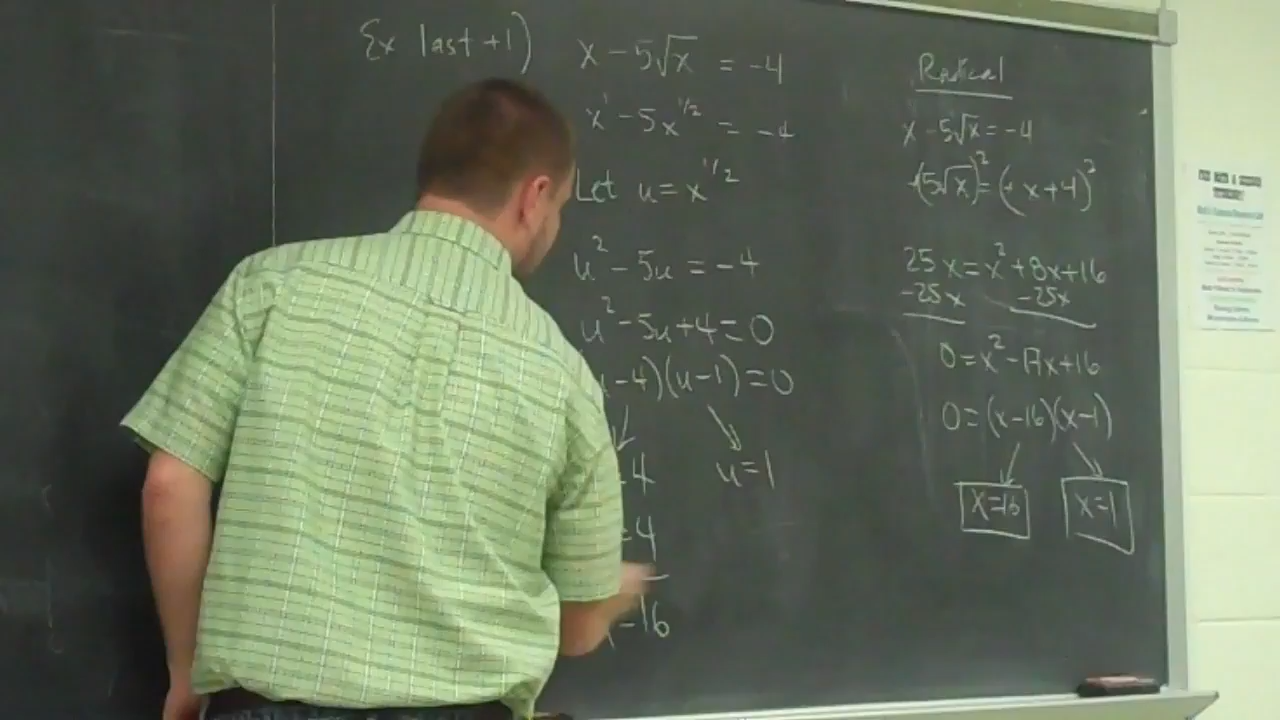 Ex last +1) x - 5√x = -4
x¹ - 5x^(1/2) = -4
Let u = x^(1/2)
u² - 5u = -4
u² - 5u + 4 = 0
-4)(u-1) = 0
4 u = 1
= 4
- 16
Radical
x - 5√x = -4
(5√x)² = (x+4)²
25x = x² + 8x + 16
-25x -25x
0 = x² - 17x + 16
0 = (x-16)(x-1)
x=16 x=1